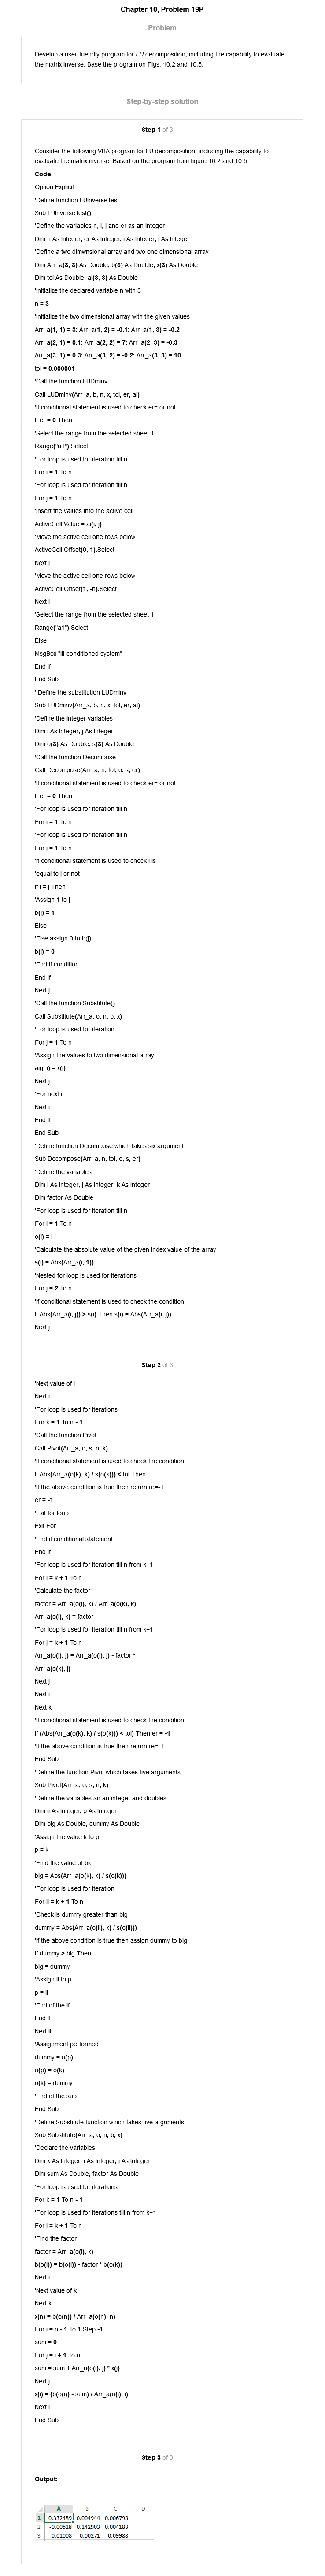 Chapter 10, Problem 19P
Problem
Develop a user-friendly program for LU decomposition, including the capability to evaluate
the matrix inverse. Base the program on Figs. 10.2 and 10.5.
Step-by-step solution
Step 1 of 3
Consider the following VBA program for LU decomposition, including the capability to
evaluate the matrix inverse. Based on the program from figure 10.2 and 10.5.
Code:
Option Explicit
'Define function LUInverseTest
Sub LUInverseTest()
'Define the variables n, i, j and er as an integer
Dim n As Integer, er As Integer, i As Integer, j As Integer
'Define a two dimvnsional array and two one dimensional array
Dim Arr_a(3, 3) As Double, b(3) As Double, x(3) As Double
Dim tol As Double, ai(3, 3) As Double
'Initialize the declared variable n with 3
n = 3
'Initialize the two dimensional array with the given values
Arr_a(1, 1) = 3: Arr_a(1, 2) = -0.1: Arr_a(1, 3) = -0.2
Arr_a(2, 1) = 0.1: Arr_a(2, 2) = 7: Arr_a(2, 3) = -0.3
Arr_a(3, 1) = 0.3: Arr_a(3, 2) = -0.2: Arr_a(3, 3) = 10
tol = 0.000001
'Call the function LUDminv
Call LUDminv(Arr_a, b, n, x, tol, er, ai)
'If conditional statement is used to check er= or not
If er = 0 Then
'Select the range from the selected sheet 1
Range("a1").Select
'For loop is used for iteration till n
For i = 1 To n
'For loop is used for iteration till n
For j = 1 To n
'Insert the values into the active cell
ActiveCell.Value = ai(i, j)
'Move the active cell one rows below
ActiveCell.Offset(0, 1).Select
Next j
'Move the active cell one rows below
ActiveCell.Offset(1, -n).Select
Next i
'Select the range from the selected sheet 1
Range("a1").Select
Else
MsgBox "ill-conditioned system"
End If
End Sub
' Define the substitution LUDminv
Sub LUDminv(Arr_a, b, n, x, tol, er, ai)
'Define the integer variables
Dim i As Integer, j As Integer
Dim o(3) As Double, s(3) As Double
'Call the function Decompose
Call Decompose(Arr_a, n, tol, o, s, er)
'If conditional statement is used to check er= or not
If er = 0 Then
'For loop is used for iteration till n
For i = 1 To n
'For loop is used for iteration till n
For j = 1 To n
'if conditional statement is used to check i is
'equal to j or not
If i = j Then
'Assign 1 to j
b(j) = 1
Else
'Else assign 0 to b(j)
b(j) = 0
'End if condition
End If
Next j
'Call the function Substitute()
Call Substitute(Arr_a, o, n, b, x)
'For loop is used for iteration
For j = 1 To n
'Assign the values to two dimensional array
ai(j, i) = x(j)
Next j
'For next i
Next i
End If
End Sub
'Define function Decompose which takes six argument
Sub Decompose(Arr_a, n, tol, o, s, er)
'Define the variables
Dim i As Integer, j As Integer, k As Integer
Dim factor As Double
'For loop is used for iteration till n
For i = 1 To n
o(i) = i
'Calculate the absolute value of the given index value of the array
s(i) = Abs(Arr_a(i, 1))
'Nested for loop is used for iterations
For j = 2 To n
'If conditional statement is used to check the condition
If Abs(Arr_a(i, j)) > s(i) Then s(i) = Abs(Arr_a(i, j))
Next j
Step 2 of 3
'Next value of i
Next i
'For loop is used for iterations
For k = 1 To n - 1
'Call the function Pivot
Call Pivot(Arr_a, o, s, n, k)
'If conditional statement is used to check the condition
If Abs(Arr_a(o(k), k) / s(o(k))) < tol Then
'If the above condition is true then return re=-1
er = -1
'Exit for loop
Exit For
'End if conditional statement
End If
'For loop is used for iteration till n from k+1
For i = k + 1 To n
'Calculate the factor
factor = Arr_a(o(i), k) / Arr_a(o(k), k)
Arr_a(o(i), k) = factor
'For loop is used for iteration till n from k+1
For j = k + 1 To n
Arr_a(o(i), j) = Arr_a(o(i), j) - factor *
Arr_a(o(k), j)
Next j
Next i
Next k
'If conditional statement is used to check the condition
If (Abs(Arr_a(o(k), k) / s(o(k))) < tol) Then er = -1
'If the above condition is true then return re=-1
End Sub
'Define the function Pivot which takes five arguments
Sub Pivot(Arr_a, o, s, n, k)
'Define the variables an an integer and doubles
Dim ii As Integer, p As Integer
Dim big As Double, dummy As Double
'Assign the value k to p
p = k
'Find the value of big
big = Abs(Arr_a(o(k), k) / s(o(k)))
'For loop is used for iteration
For ii = k + 1 To n
'Check is dummy greater than big
dummy = Abs(Arr_a(o(ii), k) / s(o(ii)))
'If the above condition is true then assign dummy to big
If dummy > big Then
big = dummy
'Assign ii to p
p = ii
'End of the if
End If
Next ii
'Assignment performed
dummy = o(p)
o(p) = o(k)
o(k) = dummy
'End of the sub
End Sub
'Define Substitute function which takes five arguments
Sub Substitute(Arr_a, o, n, b, x)
'Declare the variables
Dim k As Integer, i As Integer, j As Integer
Dim sum As Double, factor As Double
'For loop is used for iterations
For k = 1 To n - 1
'For loop is used for iterations till n from k+1
For i = k + 1 To n
'Find the factor
factor = Arr_a(o(i), k)
b(o(i)) = b(o(i)) - factor * b(o(k))
Next i
'Next value of k
Next k
x(n) = b(o(n)) / Arr_a(o(n), n)
For i = n - 1 To 1 Step -1
sum = 0
For j = i + 1 To n
sum = sum + Arr_a(o(i), j) * x(j)
Next j
x(i) = (b(o(i)) - sum) / Arr_a(o(i), i)
Next i
End Sub
Step 3 of 3
Output:
A B C D
1 0.332489 0.004944 0.006798
2 -0.00518 0.142903 0.004183
3 -0.01008 0.00271 0.09988